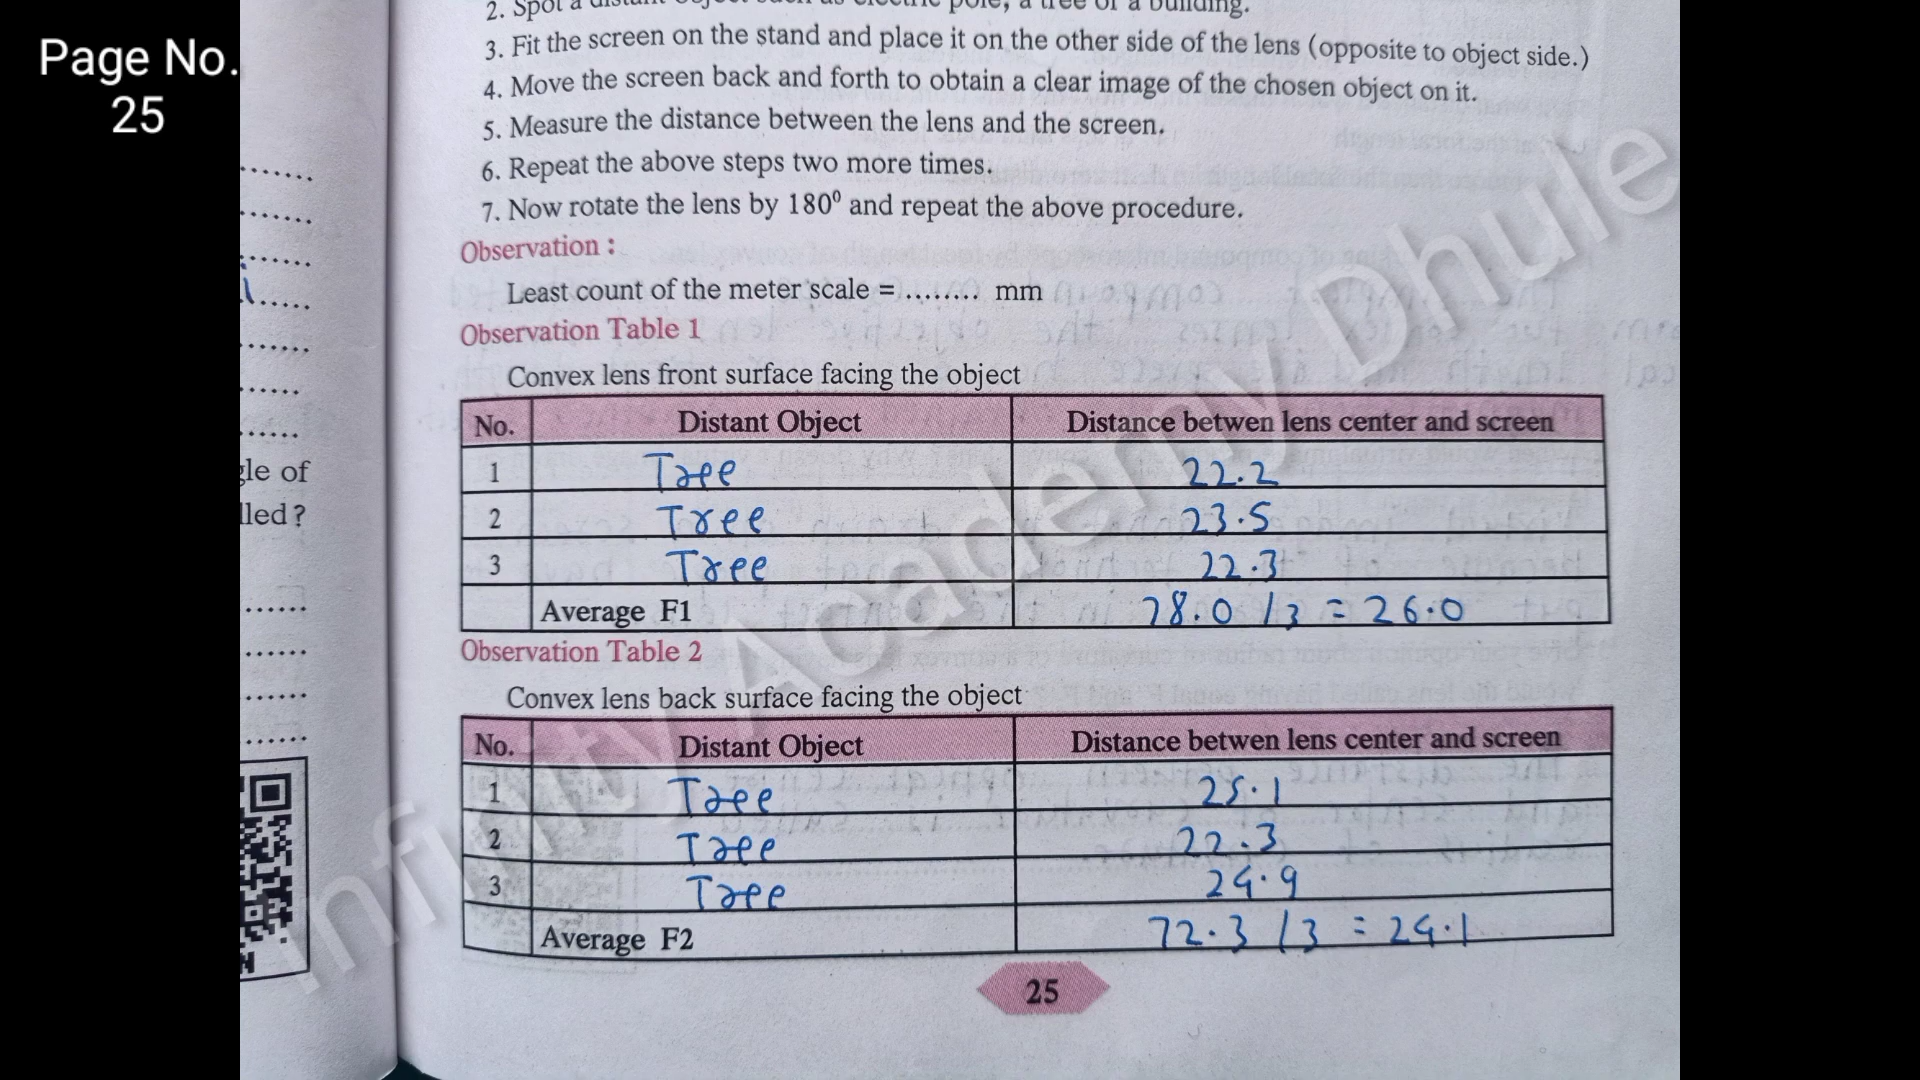 Page No.
25
2. Spot a distant object such as electric pole, a tree or a building.
3. Fit the screen on the stand and place it on the other side of the lens (opposite to object side.)
4. Move the screen back and forth to obtain a clear image of the chosen object on it.
5. Measure the distance between the lens and the screen.
6. Repeat the above steps two more times.
7. Now rotate the lens by 180⁰ and repeat the above procedure.
Observation :
Least count of the meter scale = ........ mm
Observation Table 1
Convex lens front surface facing the object
No. Distant Object Distance betwen lens center and screen
1 Tree 22.2
2 Tree 23.5
3 Tree 22.3
Average F1 78.0 / 3 = 26.0
Observation Table 2
Convex lens back surface facing the object
No. Distant Object Distance betwen lens center and screen
1 Tree 25.1
2 Tree 22.3
3 Tree 24.9
Average F2 72.3 / 3 = 24.1
25
gle of
lled?
Infinity Academy Dhule